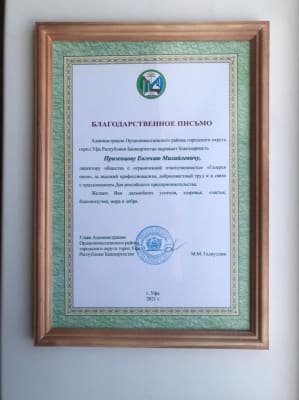 БЛАГОДАРСТВЕННОЕ ПИСЬМО
Администрация Орджоникидзевского района городского округа
город Уфа Республики Башкортостан выражает благодарность
Евгению Михайловичу,
директору общества с ограниченной ответственностью «Галерея
окон», за высокий профессионализм, добросовестный труд и в связи
с празднованием Дня российского предпринимательства.
Желаем Вам дальнейших успехов, здоровья, счастья,
благополучия, мира и добра.
Глава Администрации
Орджоникидзевского района
городского округа город Уфа
Республики Башкортостан
М.М.
г. Уфа
2021 г.